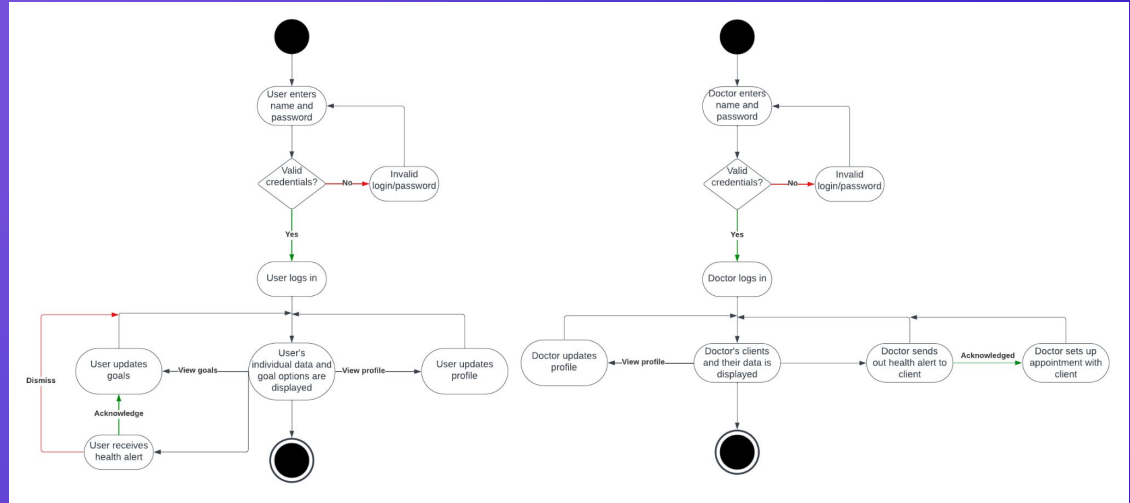 User enters
name and
password
Valid
credentials?
No
Invalid
login/password
Yes
User logs in
User updates
goals
View goals
User's
individual data and
goal options are
displayed
View profile
User updates
profile
Dismiss
Acknowledge
User receives
health alert
Doctor enters
name and
password
Valid
credentials?
No
Invalid
login/password
Yes
Doctor logs in
Doctor updates
profile
View profile
Doctor's clients
and their data is
displayed
Doctor sends
out health alert to
client
Acknowledged
Doctor sets up
appointment with
client